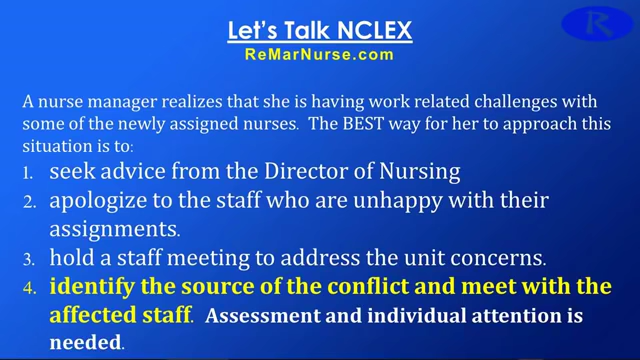 Let's Talk NCLEX
R
ReMarNurse.com
A nurse manager realizes that she is having work related challenges with
some of the newly assigned nurses. The BEST way for her to approach this
situation is to:
1. seek advice from the Director of Nursing
2. apologize to the staff who are unhappy with their
assignments.
3. hold a staff meeting to address the unit concerns.
4. identify the source of the conflict and meet with the
affected staff. Assessment and individual attention is
needed.